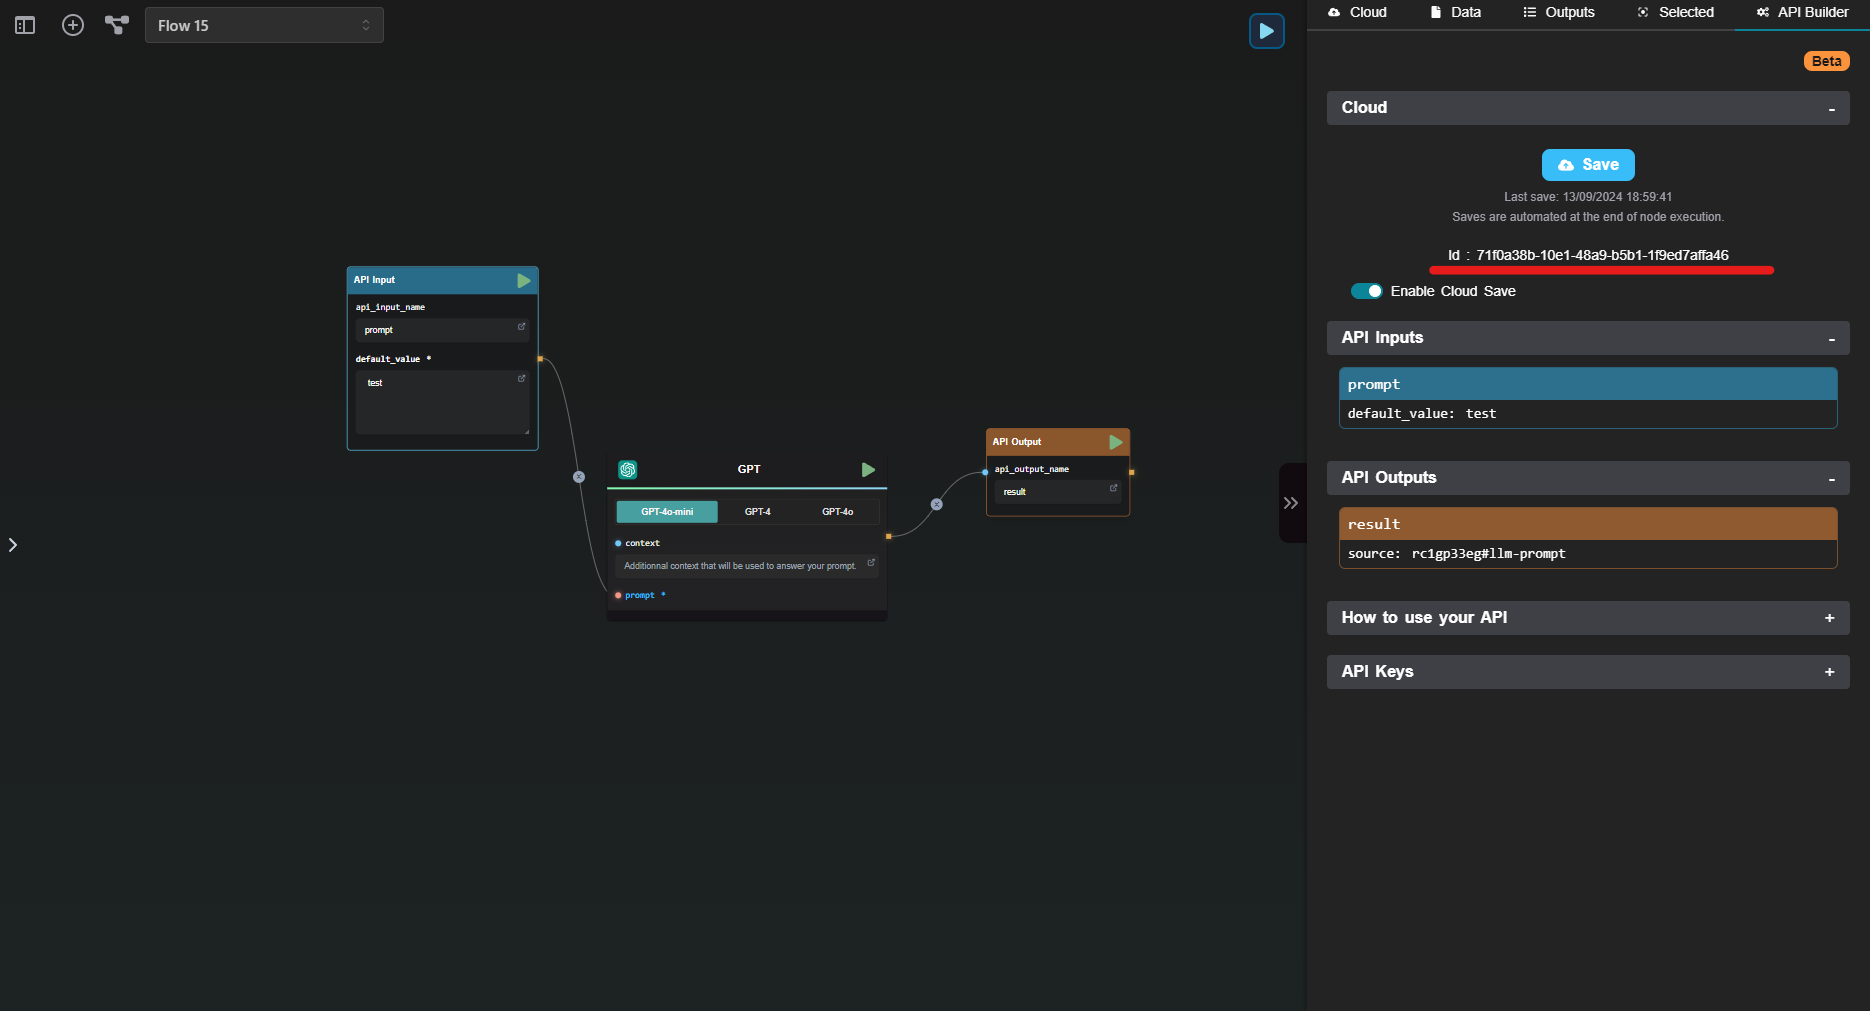 Flow 15
Cloud
Data
Outputs
Selected
API Builder
Beta
Cloud
-
Save
Last save: 13/09/2024 18:59:41
Saves are automated at the end of node execution.
Id : 71f0a38b-10e1-48a9-b5b1-1f9ed7affa46
Enable Cloud Save
API Inputs
-
prompt
default_value: test
API Outputs
-
result
source: rc1gp33eg#llm-prompt
How to use your API
+
API Keys
+
API Input
api_input_name
prompt
default_value *
test
GPT
GPT-4o-mini
GPT-4
GPT-4o
context
Additionnal context that will be used to answer your prompt.
prompt *
API Output
api_output_name
result